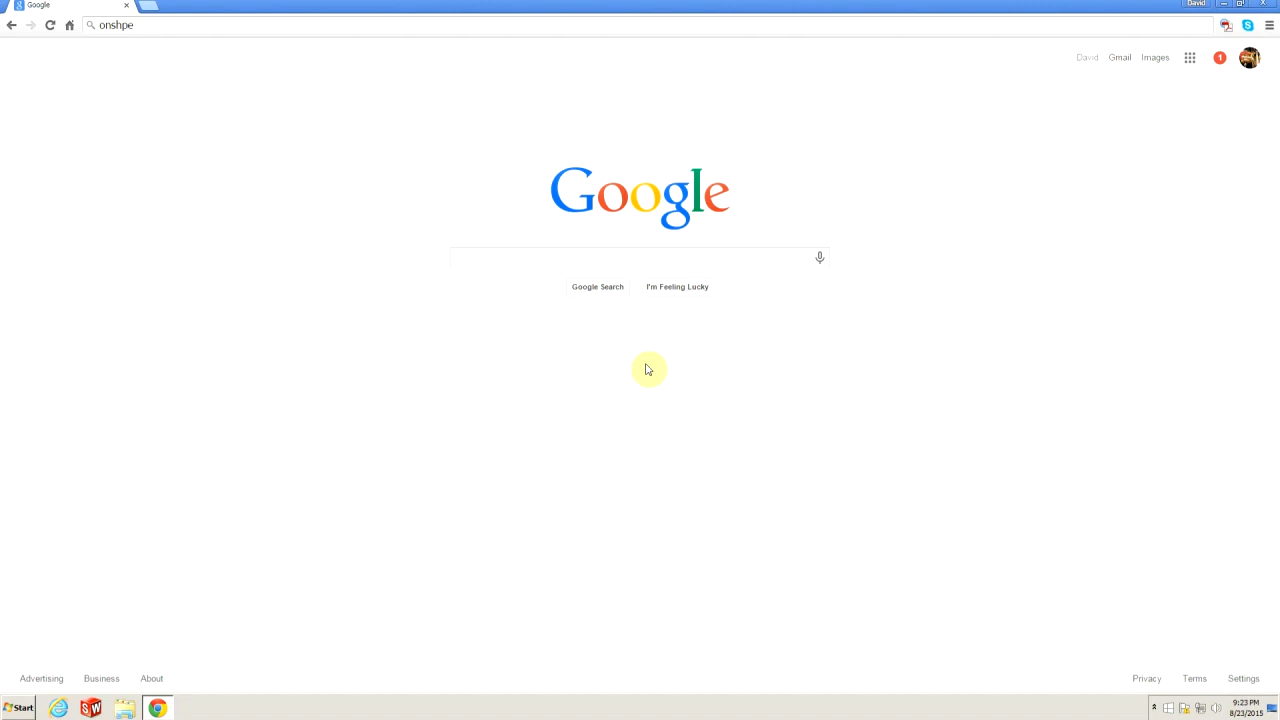 Google
David
onshpe
David Gmail Images 1
Google
Google Search I'm Feeling Lucky
Advertising Business About Privacy Terms Settings
Start
9:23 PM
8/23/2015